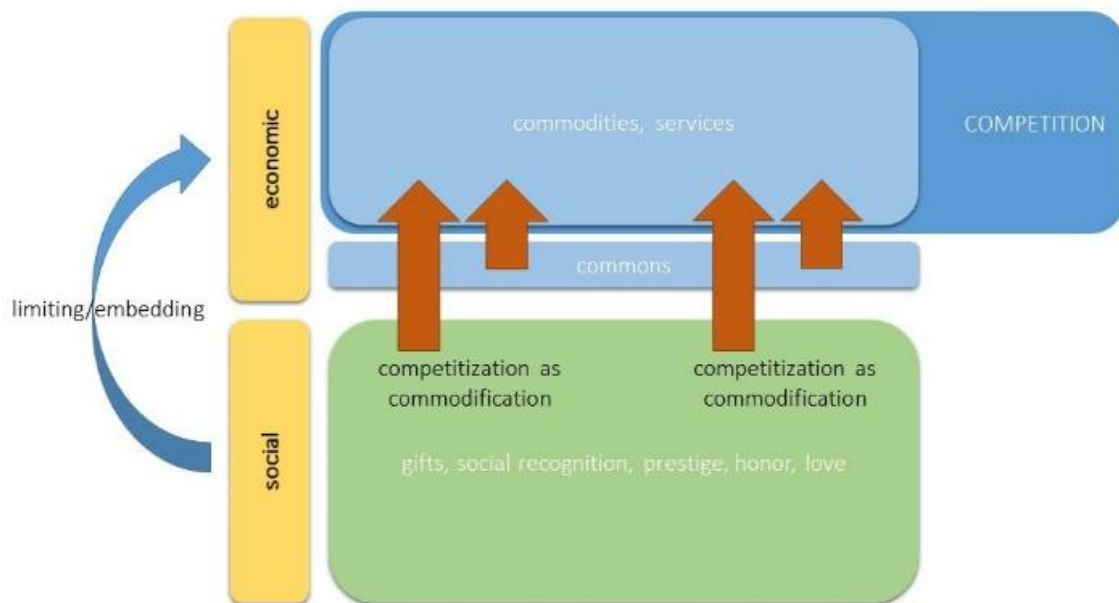 economic
commodities, services
COMPETITION
commons
limiting/embedding
competitization as
commodification
competitization as
commodification
social
gifts, social recognition, prestige, honor, love